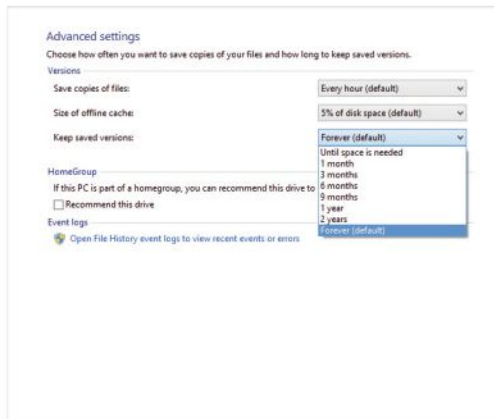 Advanced settings
Choose how often you want to save copies of your files and how long to keep saved versions.
Versions
Save copies of files: Every hour (default)
Size of offline cache: 5% of disk space (default)
Keep saved versions: Forever (default)
Until space is needed
1 month
3 months
6 months
9 months
1 year
2 years
Forever (default)
HomeGroup
If this PC is part of a homegroup, you can recommend this drive to
Recommend this drive
Event logs
Open File History event logs to view recent events or errors